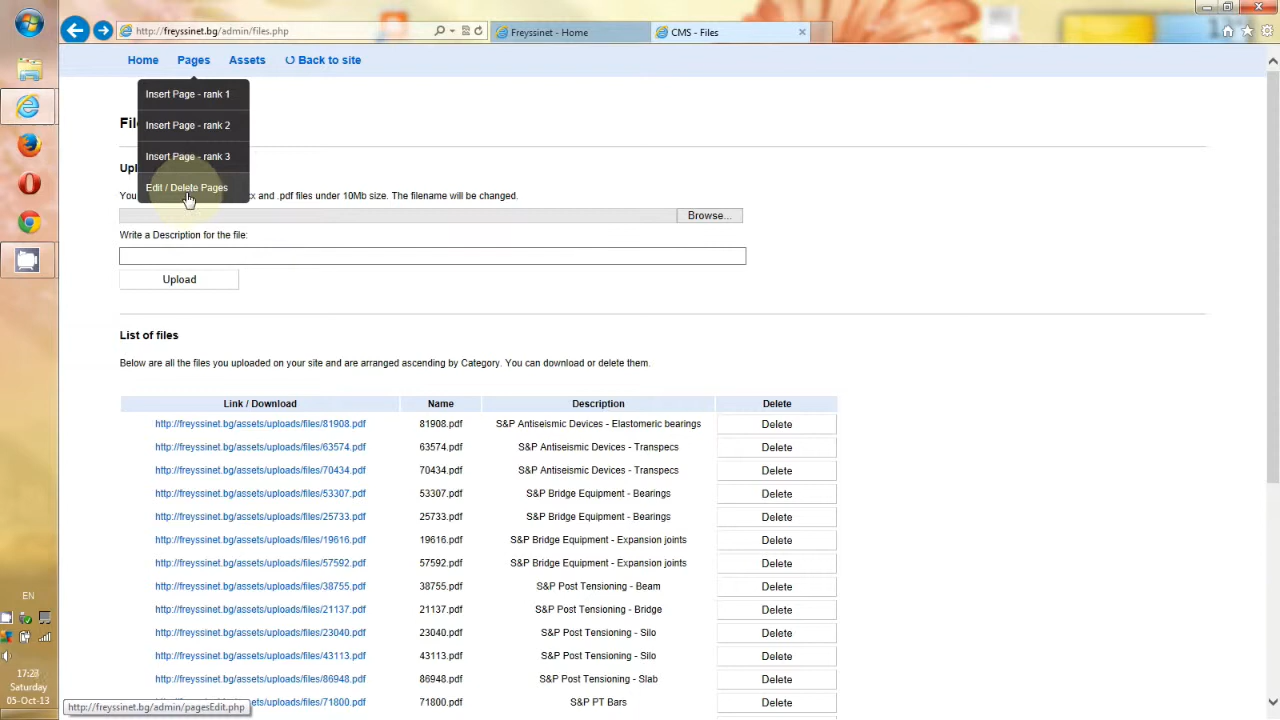 http://freyssinet.bg/admin/files.php
Freyssinet - Home
CMS - Files
Home
Pages
Assets
Back to site
Insert Page - rank 1
Insert Page - rank 2
Insert Page - rank 3
Edit / Delete Pages
Fil
Upl
You
x and .pdf files under 10Mb size. The filename will be changed.
Browse...
Write a Description for the file:
Upload
List of files
Below are all the files you uploaded on your site and are arranged ascending by Category. You can download or delete them.
Link / Download Name Description Delete
http://freyssinet.bg/assets/uploads/files/81908.pdf 81908.pdf S&P Antiseismic Devices - Elastomeric bearings Delete
http://freyssinet.bg/assets/uploads/files/63574.pdf 63574.pdf S&P Antiseismic Devices - Transpecs Delete
http://freyssinet.bg/assets/uploads/files/70434.pdf 70434.pdf S&P Antiseismic Devices - Transpecs Delete
http://freyssinet.bg/assets/uploads/files/53307.pdf 53307.pdf S&P Bridge Equipment - Bearings Delete
http://freyssinet.bg/assets/uploads/files/25733.pdf 25733.pdf S&P Bridge Equipment - Bearings Delete
http://freyssinet.bg/assets/uploads/files/19616.pdf 19616.pdf S&P Bridge Equipment - Expansion joints Delete
http://freyssinet.bg/assets/uploads/files/57592.pdf 57592.pdf S&P Bridge Equipment - Expansion joints Delete
http://freyssinet.bg/assets/uploads/files/38755.pdf 38755.pdf S&P Post Tensioning - Beam Delete
http://freyssinet.bg/assets/uploads/files/21137.pdf 21137.pdf S&P Post Tensioning - Bridge Delete
http://freyssinet.bg/assets/uploads/files/23040.pdf 23040.pdf S&P Post Tensioning - Silo Delete
http://freyssinet.bg/assets/uploads/files/43113.pdf 43113.pdf S&P Post Tensioning - Silo Delete
http://freyssinet.bg/assets/uploads/files/86948.pdf 86948.pdf S&P Post Tensioning - Slab Delete
http://freyssinet.bg/assets/uploads/files/71800.pdf 71800.pdf S&P PT Bars Delete
http://freyssinet.bg/admin/pagesEdit.php
EN
17:23
Saturday
05-Oct-13